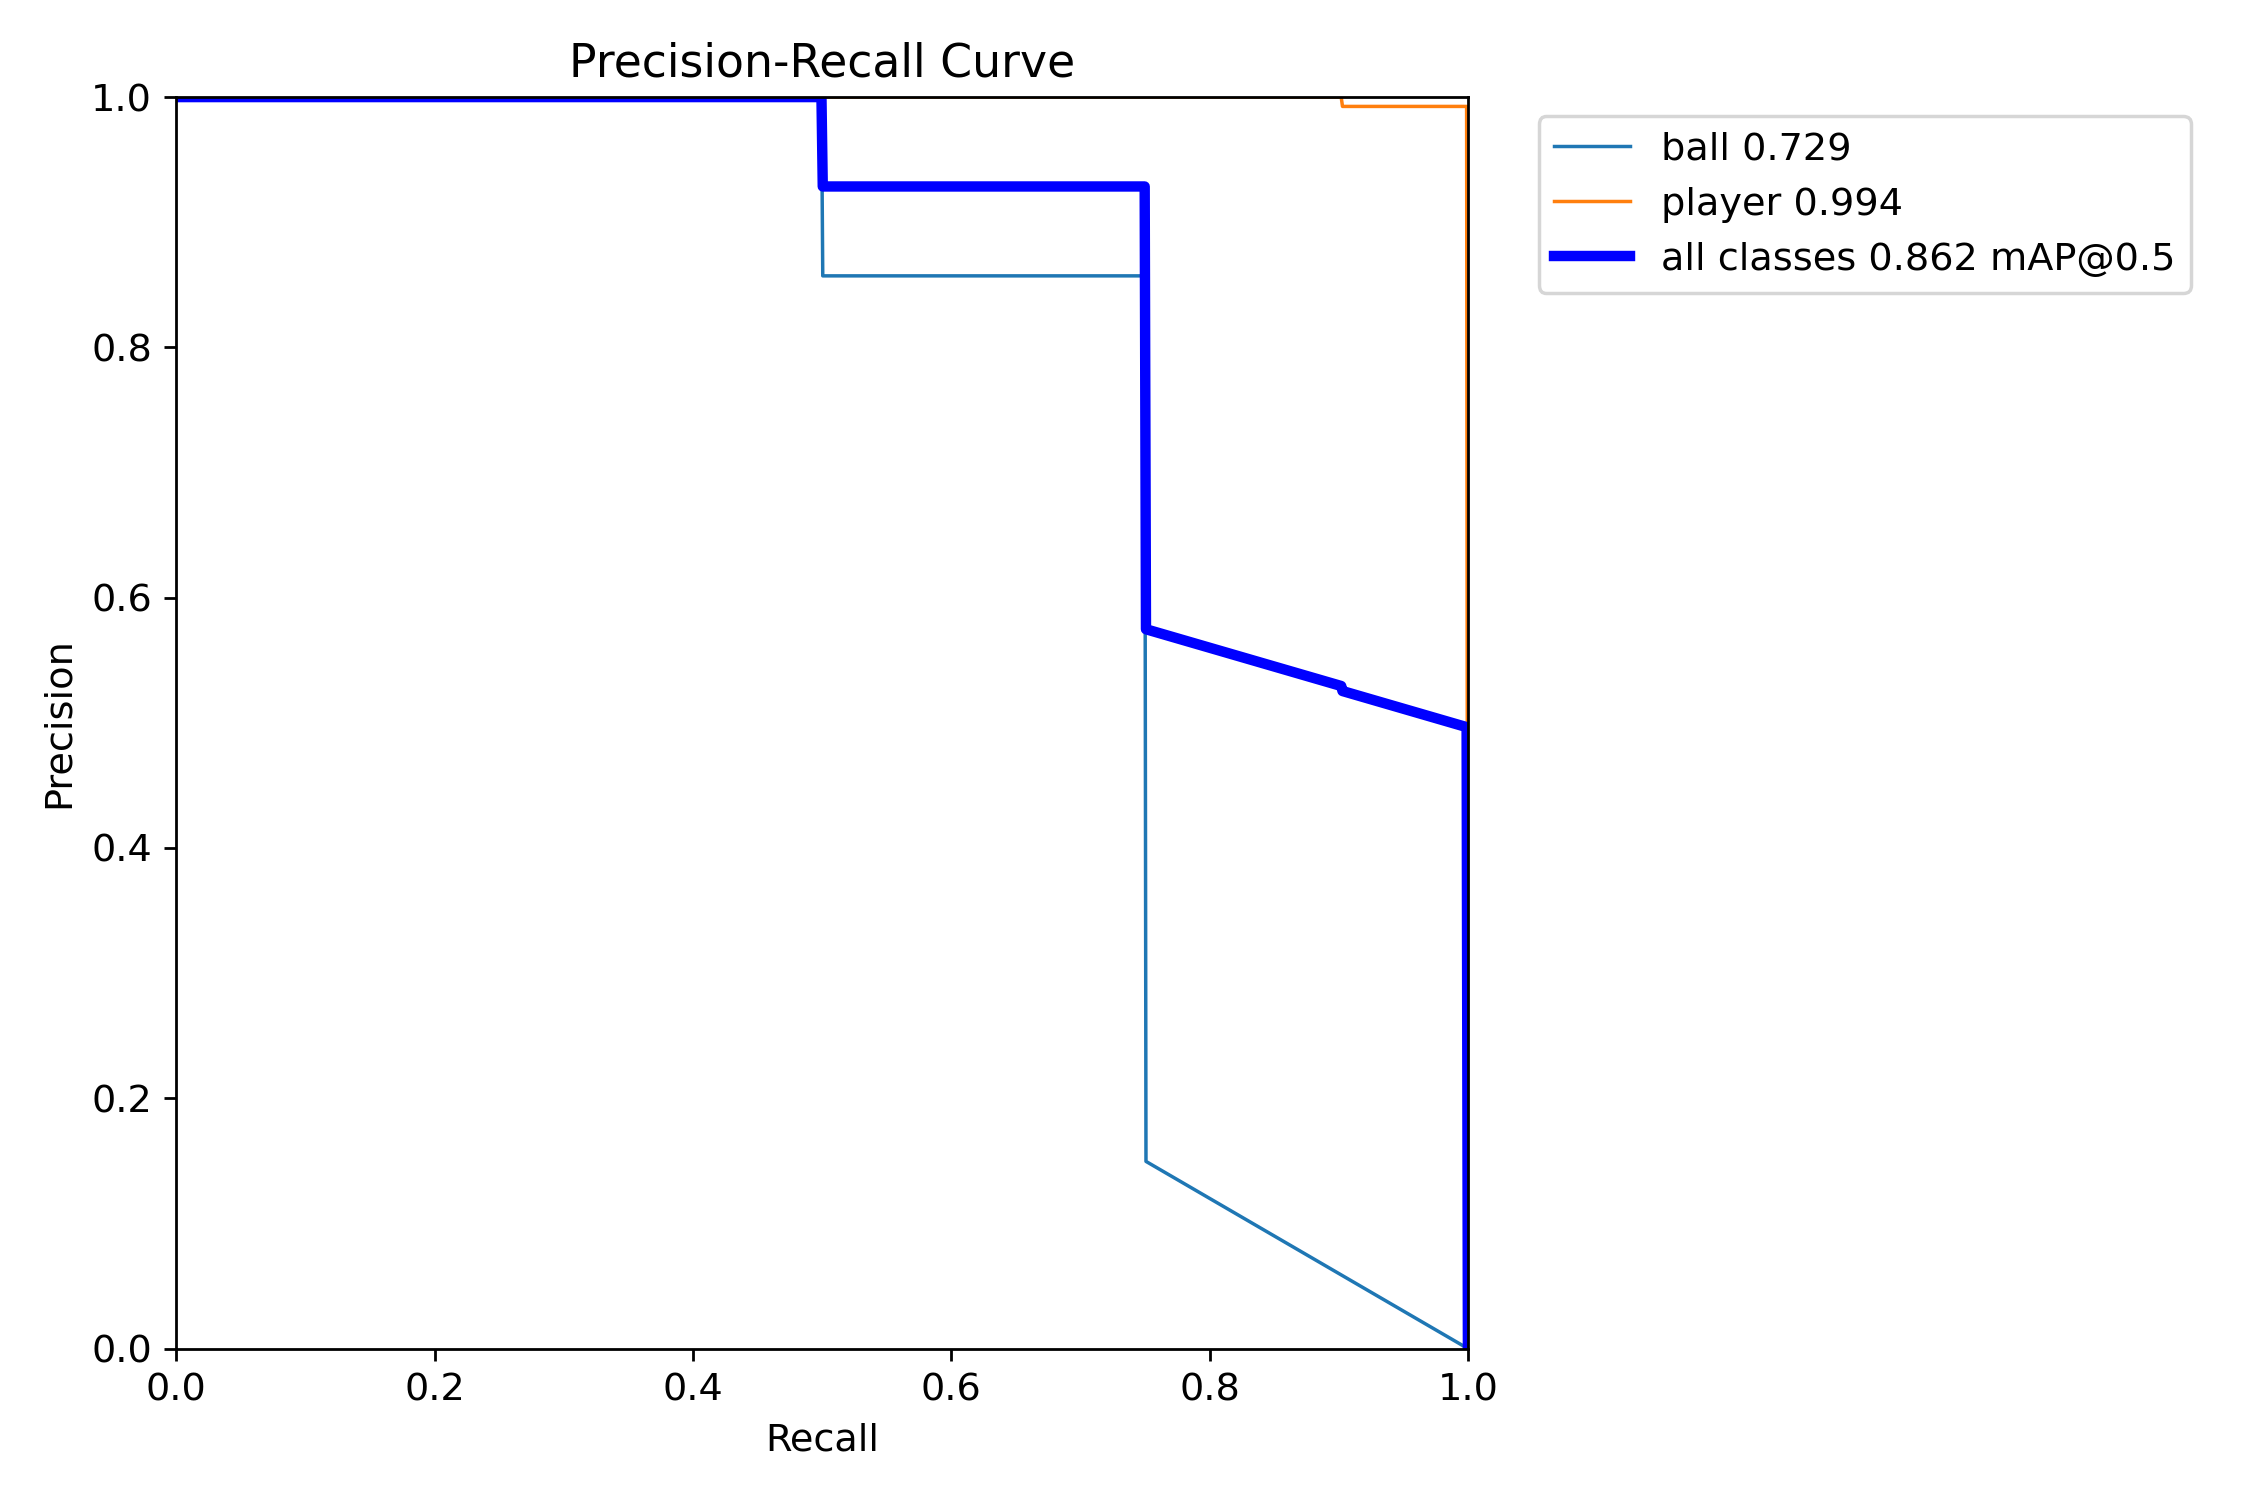 Precision-Recall Curve
1.0
0.8
0.6
0.4
0.2
0.0
Precision
0.0 0.2 0.4 0.6 0.8 1.0
Recall
ball 0.729
player 0.994
all classes 0.862 mAP@0.5